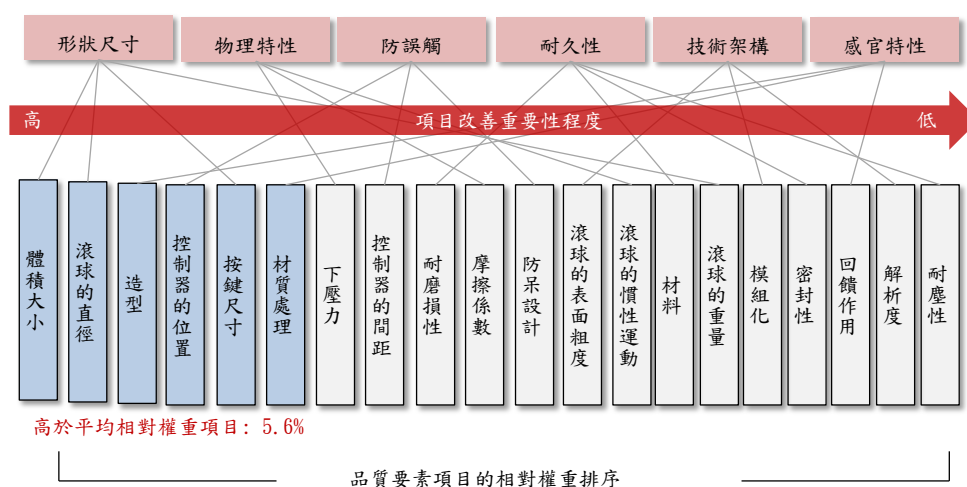 形狀尺寸
物理特性
防誤觸
耐久性
技術架構
感官特性
高
項目改善重要性程度
低
體積大小
滾球的直徑
造型
控制器的位置
按鍵尺寸
材質處理
下壓力
控制器的間距
耐磨損性
摩擦係數
防呆設計
滾球的表面粗度
滾球的慣性運動
材料
滾球的重量
模組化
密封性
回饋作用
解析度
耐塵性
高於平均相對權重項目: 5.6%
品質要素項目的相對權重排序